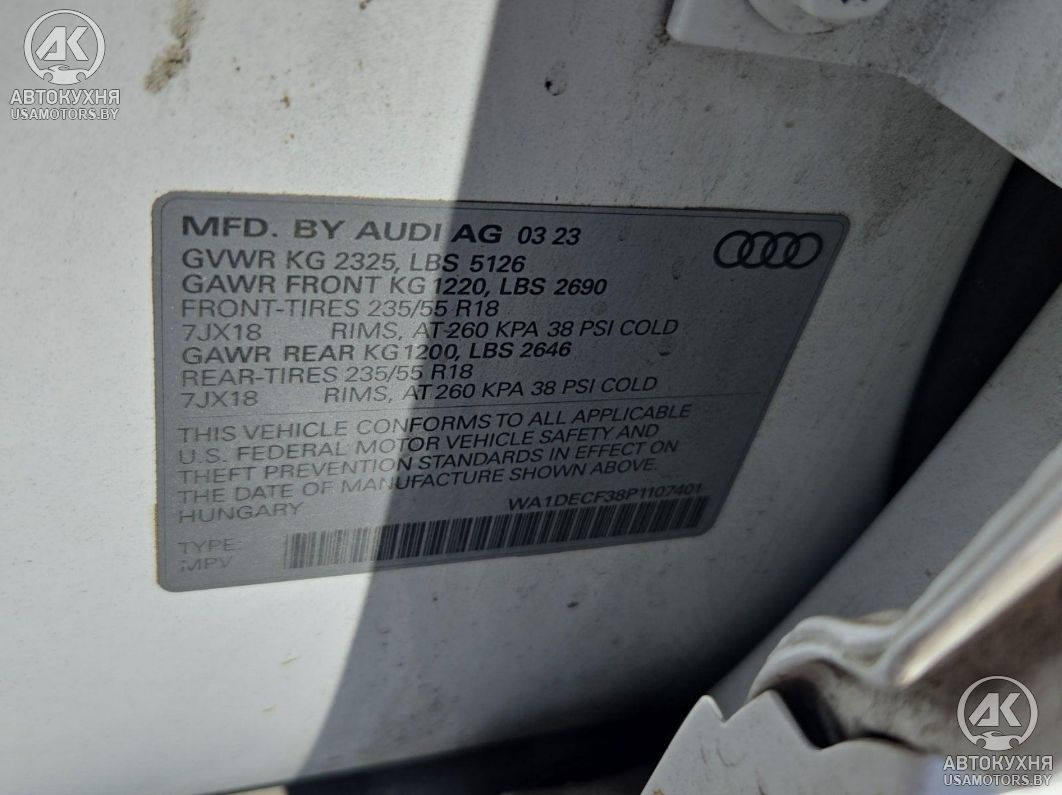 АК
АВТОКУХНЯ
USAMOTORS.BY
MFD. BY AUDI AG 03 23
GVWR KG 2325, LBS 5126
GAWR FRONT KG 1220, LBS 2690
FRONT-TIRES 235/55 R18
7JX18 RIMS, AT 260 KPA 38 PSI COLD
GAWR REAR KG 1200, LBS 2646
REAR-TIRES 235/55 R18
7JX18 RIMS, AT 260 KPA 38 PSI COLD
THIS VEHICLE CONFORMS TO ALL APPLICABLE
U.S. FEDERAL MOTOR VEHICLE SAFETY AND
THEFT PREVENTION STANDARDS IN EFFECT ON
THE DATE OF MANUFACTURE SHOWN ABOVE.
HUNGARY WA1DECF38P1107401
TYPE:
MPV
АК
АВТОКУХНЯ
USAMOTORS.BY